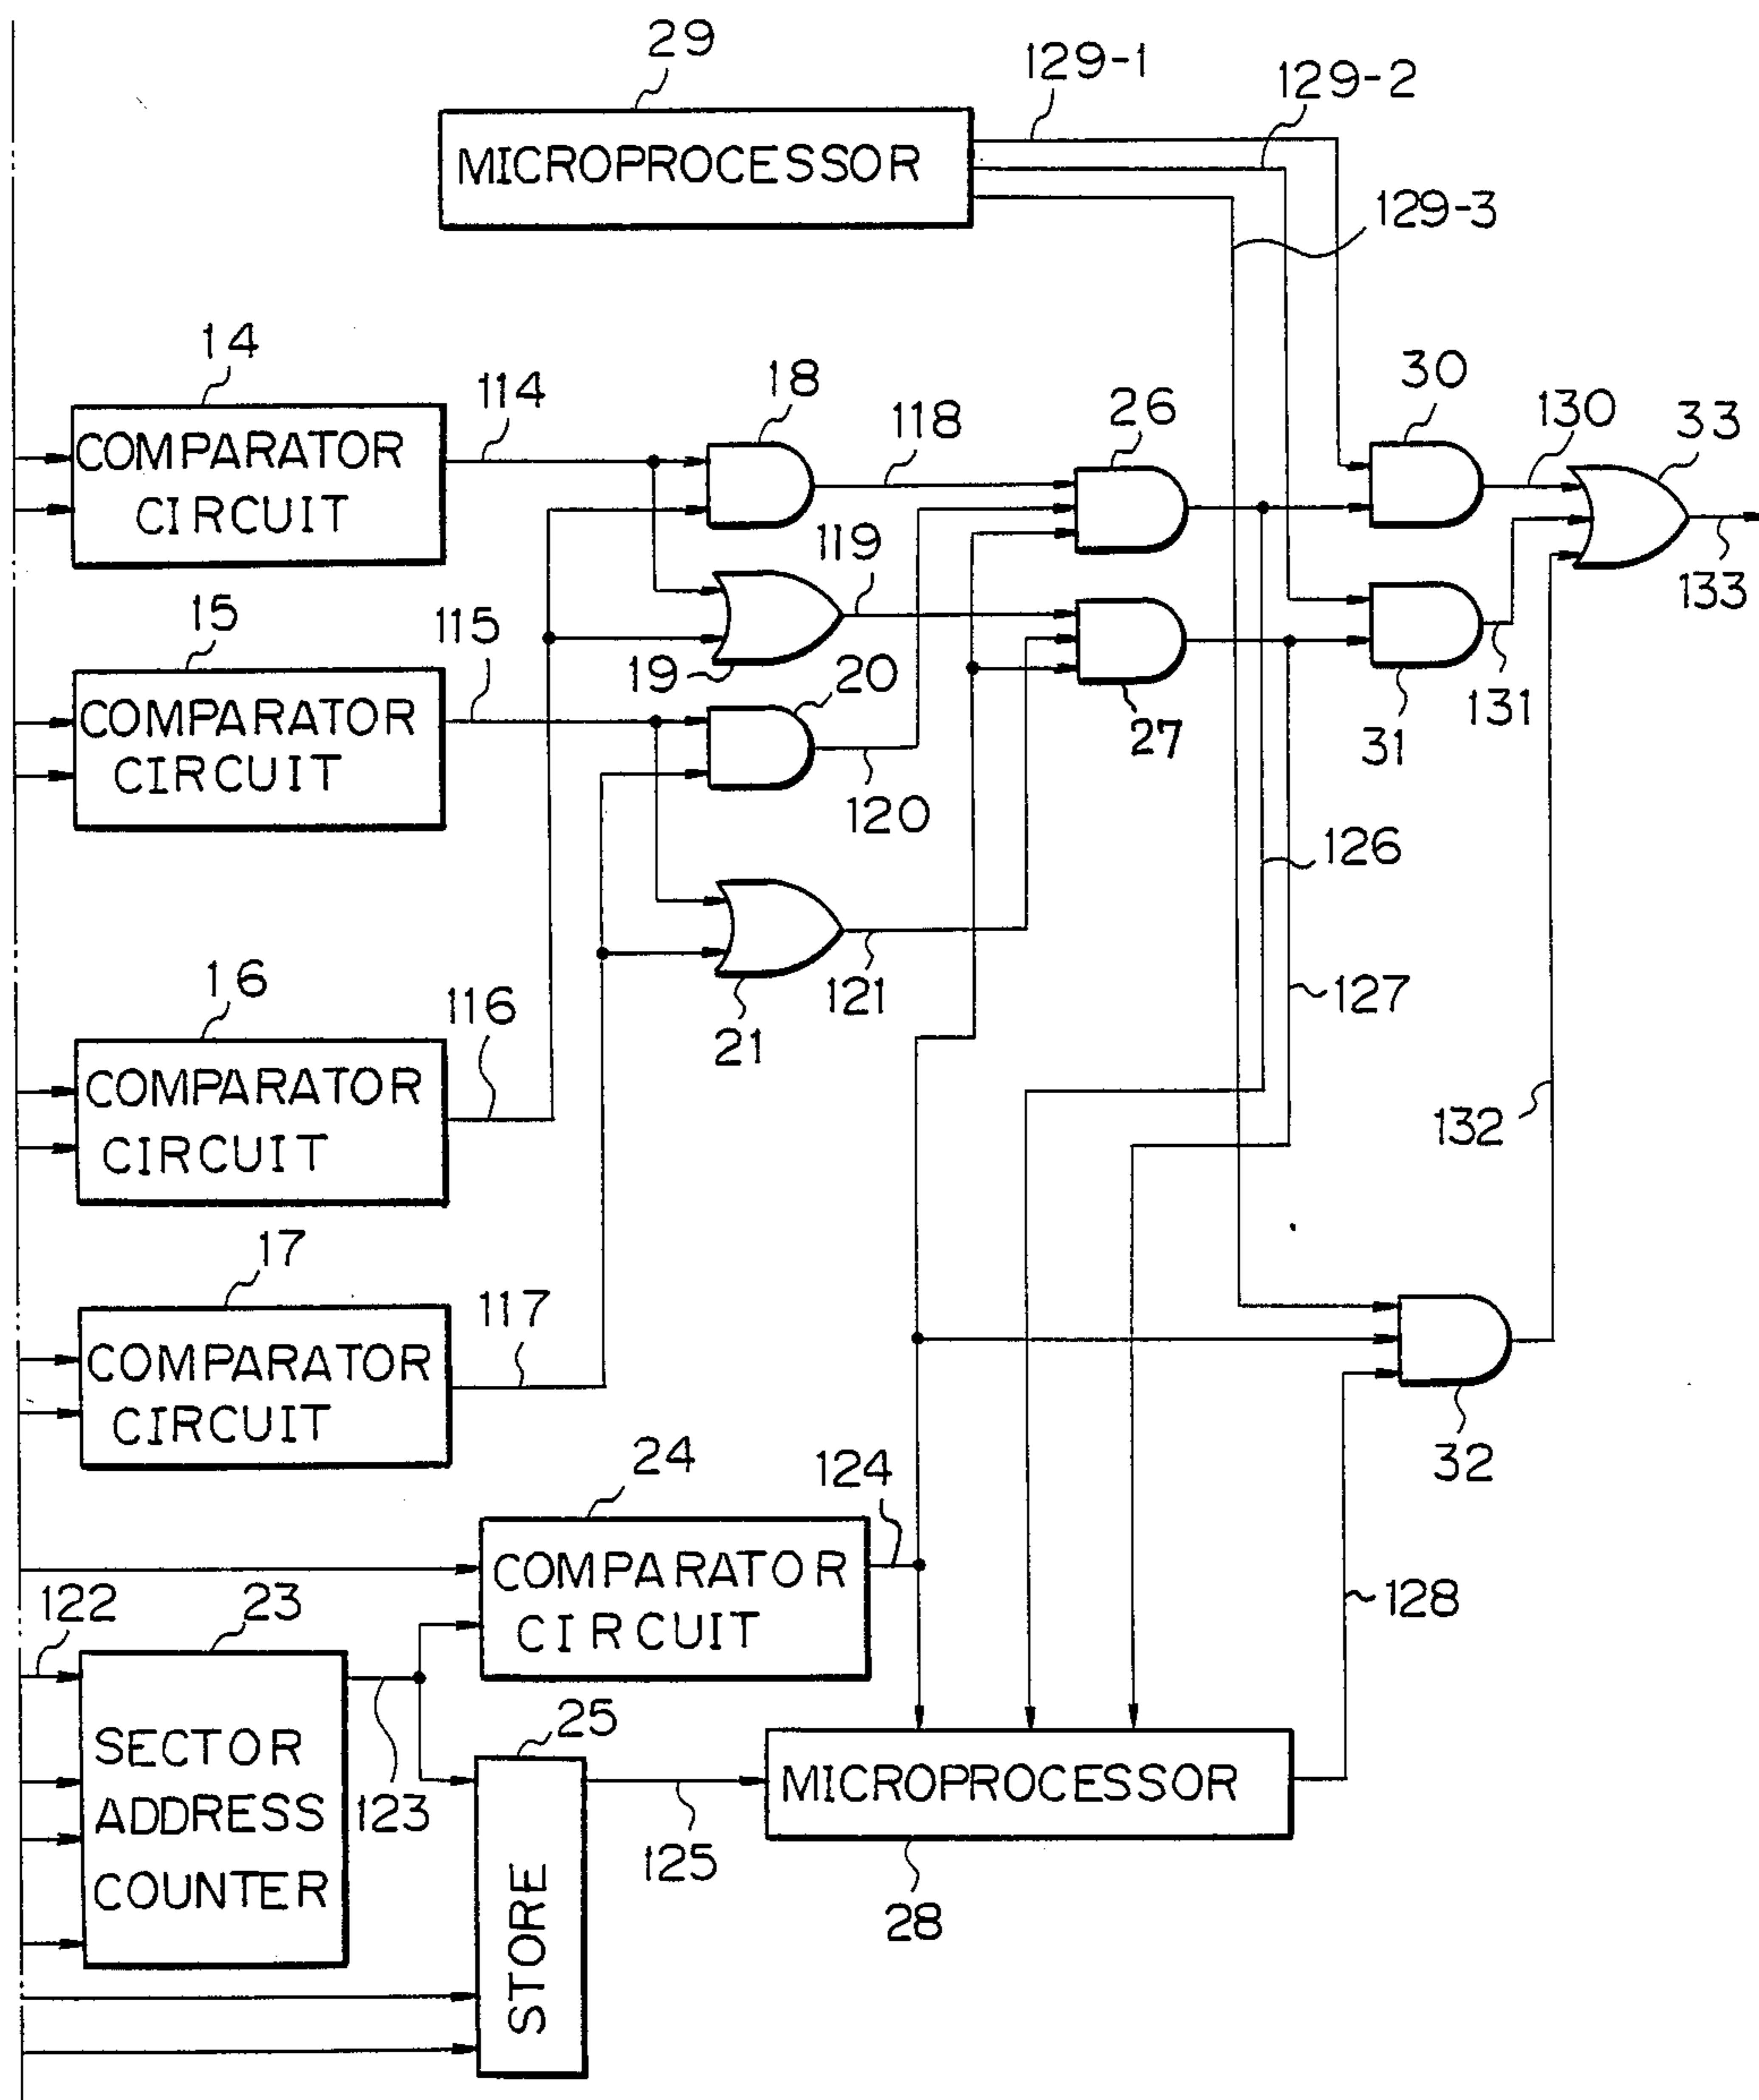 29
129-1
129-2
MICROPROCESSOR
129-3
14
114
18
118
26
30
130
33
COMPARATOR
CIRCUIT
119
133
15
115
19
20
27
31
131
COMPARATOR
CIRCUIT
120
126
16
116
121
21
127
COMPARATOR
CIRCUIT
132
17
117
COMPARATOR
CIRCUIT
24
124
32
COMPARATOR
CIRCUIT
122
23
128
SECTOR
ADDRESS
COUNTER
123
25
MICROPROCESSOR
125
28
STORE